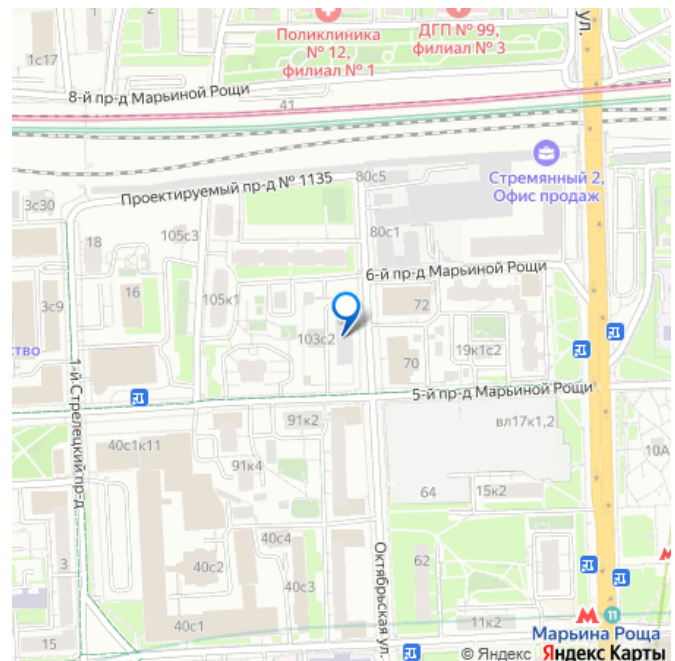 1с17
Поликлиника
№ 12,
филиал № 1
ДГП № 99,
филиал № 3
ул.
8-й пр-д Марьиной Рощи
41
Проектируемый пр-д № 1135
80с5
Стремянный 2,
Офис продаж
3с30
18
105с3
80с1
6-й пр-д Марьиной Рощи
16
105к1
3с9
72
103с2
ство
70
19к1с2
1-й Стрелецкий пр-д
5-й пр-д Марьиной Рощи
91к2
вл17к1,2
40с1к11
91к4
10А
64
15к2
40с4
Октябрьская ул.
62
3
40с2
40с3
40с1
11к2
11
15
Марьина Роща
© Яндекс Яндекс Карты